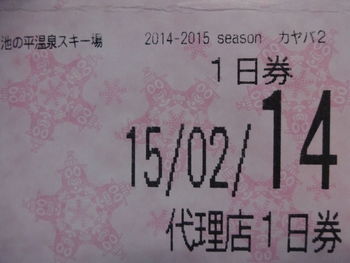 池の平温泉スキー場 2014-2015 season カヤバ2
1日券
15/02/14
代理店1日券